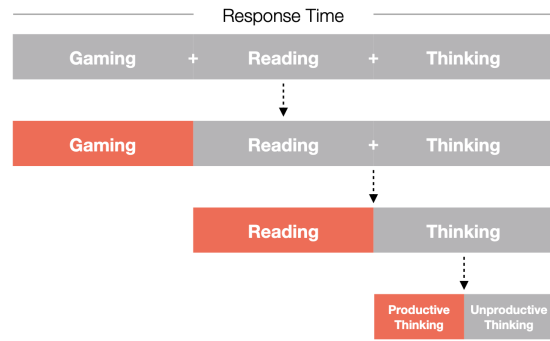 Response Time
Gaming + Reading + Thinking
Gaming Reading + Thinking
Reading Thinking
Productive Thinking
Unproductive Thinking